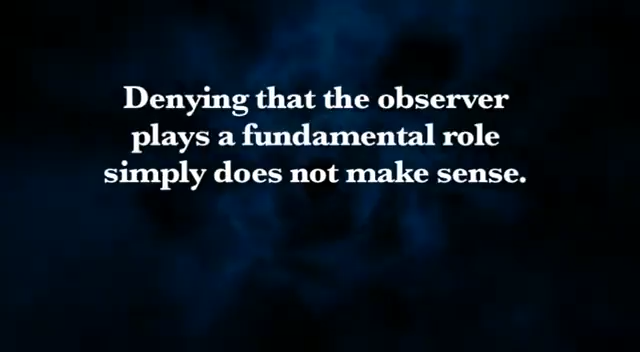 Denying that the observer
plays a fundamental role
simply does not make sense.